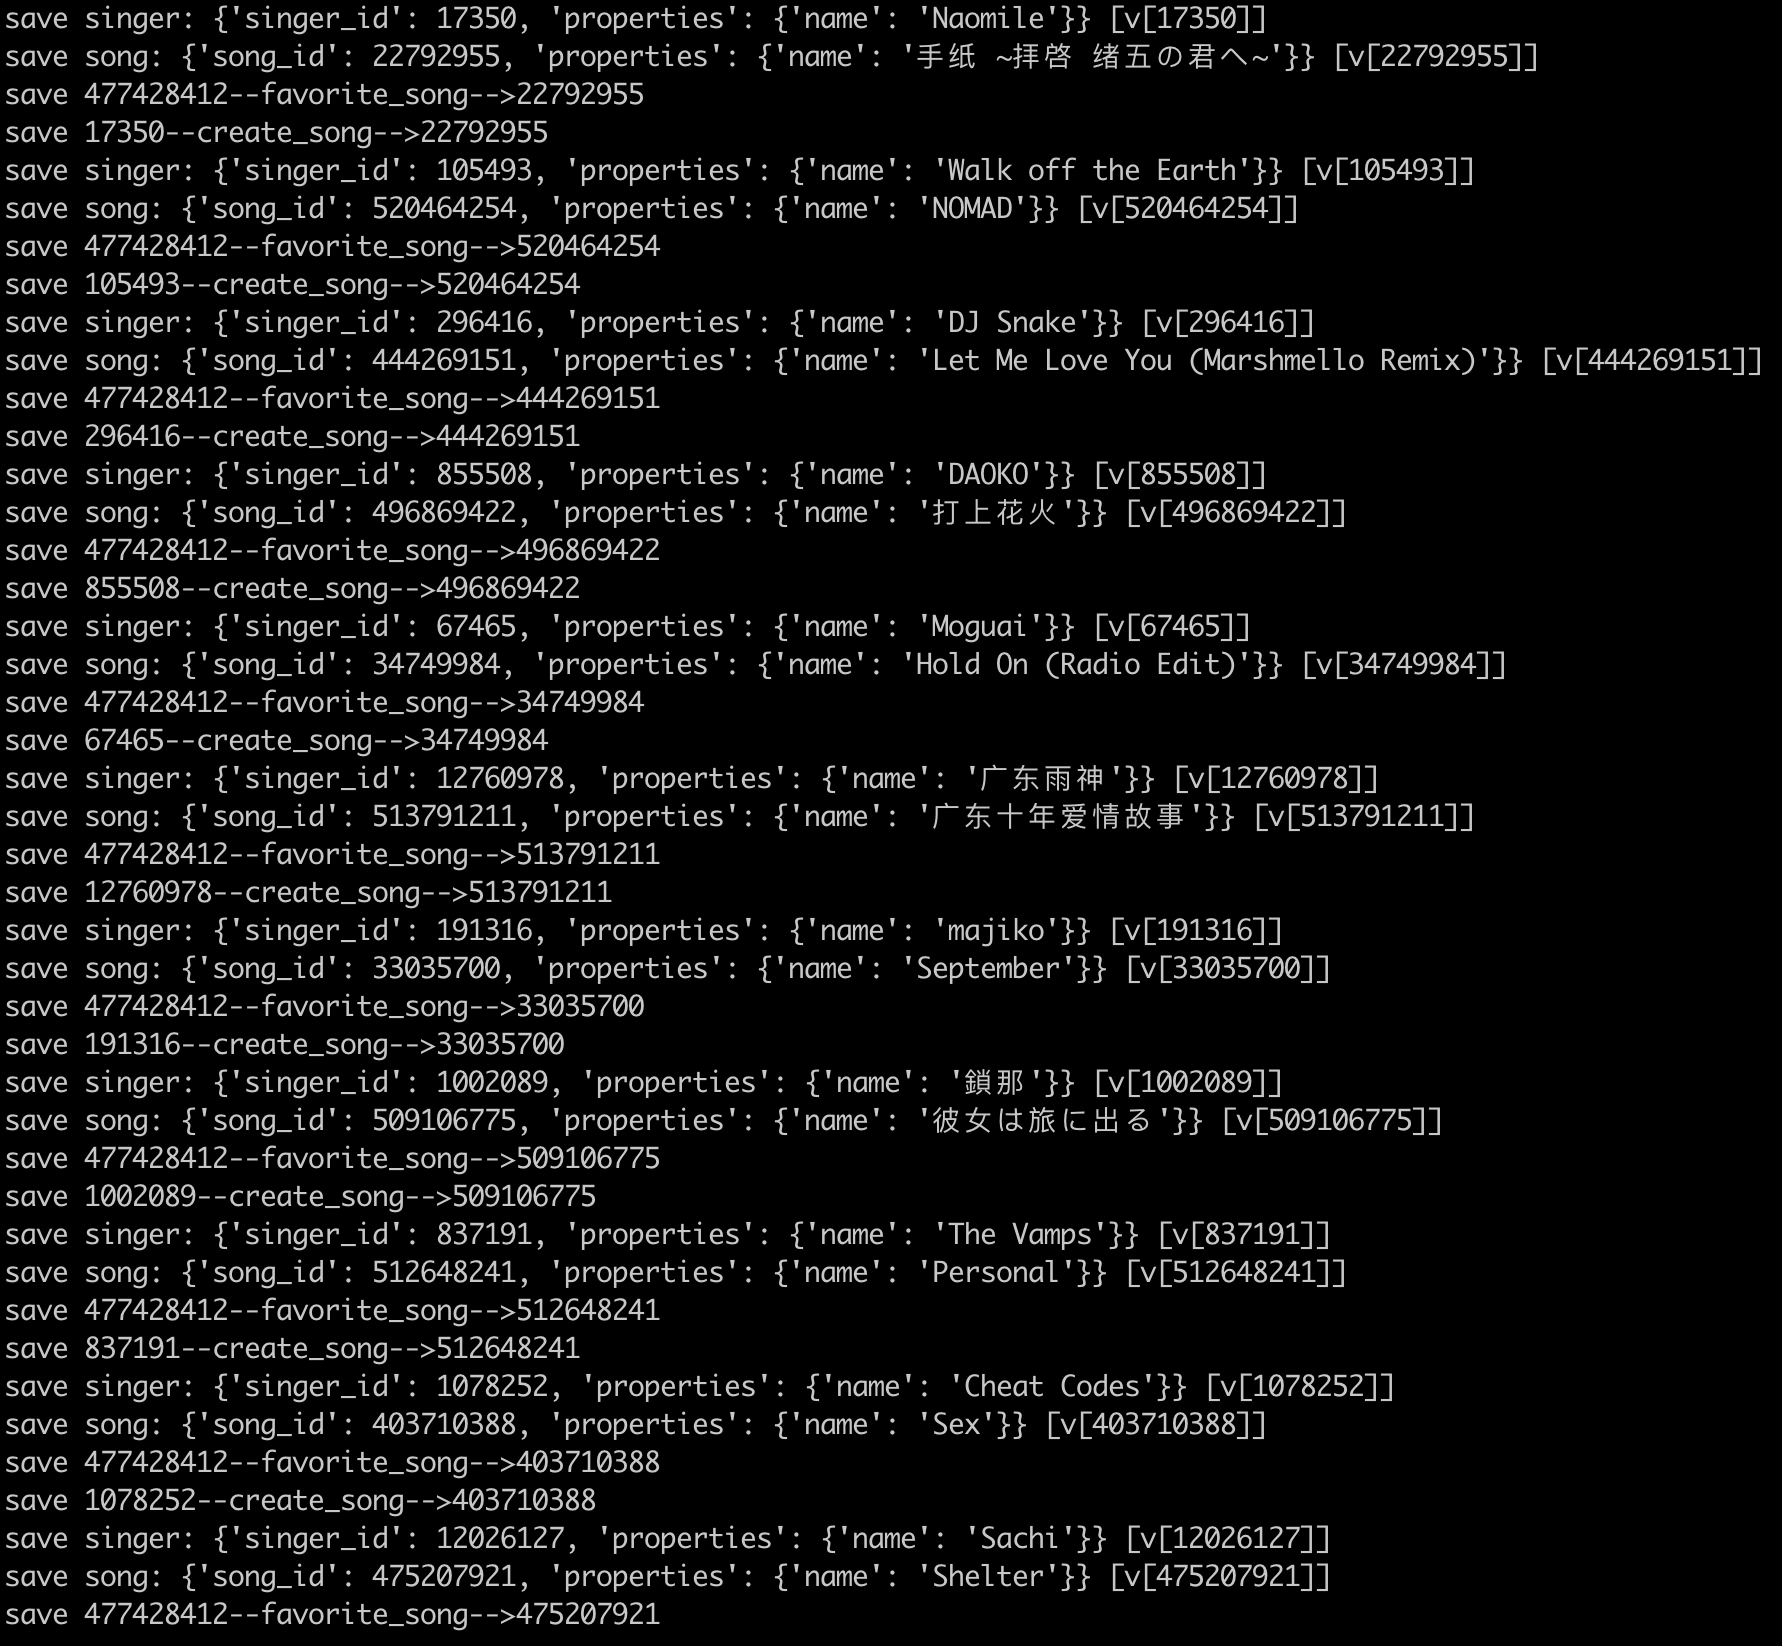 save singer: {'singer_id': 17350, 'properties': {'name': 'Naomile'}} [v[17350]]
save song: {'song_id': 22792955, 'properties': {'name': '手纸 ~拝啓 绪五の君へ~'}} [v[22792955]]
save 477428412--favorite_song-->22792955
save 17350--create_song-->22792955
save singer: {'singer_id': 105493, 'properties': {'name': 'Walk off the Earth'}} [v[105493]]
save song: {'song_id': 520464254, 'properties': {'name': 'NOMAD'}} [v[520464254]]
save 477428412--favorite_song-->520464254
save 105493--create_song-->520464254
save singer: {'singer_id': 296416, 'properties': {'name': 'DJ Snake'}} [v[296416]]
save song: {'song_id': 444269151, 'properties': {'name': 'Let Me Love You (Marshmello Remix)'}} [v[444269151]]
save 477428412--favorite_song-->444269151
save 296416--create_song-->444269151
save singer: {'singer_id': 855508, 'properties': {'name': 'DAOKO'}} [v[855508]]
save song: {'song_id': 496869422, 'properties': {'name': '打上花火'}} [v[496869422]]
save 477428412--favorite_song-->496869422
save 855508--create_song-->496869422
save singer: {'singer_id': 67465, 'properties': {'name': 'Moguai'}} [v[67465]]
save song: {'song_id': 34749984, 'properties': {'name': 'Hold On (Radio Edit)'}} [v[34749984]]
save 477428412--favorite_song-->34749984
save 67465--create_song-->34749984
save singer: {'singer_id': 12760978, 'properties': {'name': '广东雨神'}} [v[12760978]]
save song: {'song_id': 513791211, 'properties': {'name': '广东十年爱情故事'}} [v[513791211]]
save 477428412--favorite_song-->513791211
save 12760978--create_song-->513791211
save singer: {'singer_id': 191316, 'properties': {'name': 'majiko'}} [v[191316]]
save song: {'song_id': 33035700, 'properties': {'name': 'September'}} [v[33035700]]
save 477428412--favorite_song-->33035700
save 191316--create_song-->33035700
save singer: {'singer_id': 1002089, 'properties': {'name': '鎖那'}} [v[1002089]]
save song: {'song_id': 509106775, 'properties': {'name': '彼女は旅に出る'}} [v[509106775]]
save 477428412--favorite_song-->509106775
save 1002089--create_song-->509106775
save singer: {'singer_id': 837191, 'properties': {'name': 'The Vamps'}} [v[837191]]
save song: {'song_id': 512648241, 'properties': {'name': 'Personal'}} [v[512648241]]
save 477428412--favorite_song-->512648241
save 837191--create_song-->512648241
save singer: {'singer_id': 1078252, 'properties': {'name': 'Cheat Codes'}} [v[1078252]]
save song: {'song_id': 403710388, 'properties': {'name': 'Sex'}} [v[403710388]]
save 477428412--favorite_song-->403710388
save 1078252--create_song-->403710388
save singer: {'singer_id': 12026127, 'properties': {'name': 'Sachi'}} [v[12026127]]
save song: {'song_id': 475207921, 'properties': {'name': 'Shelter'}} [v[475207921]]
save 477428412--favorite_song-->475207921